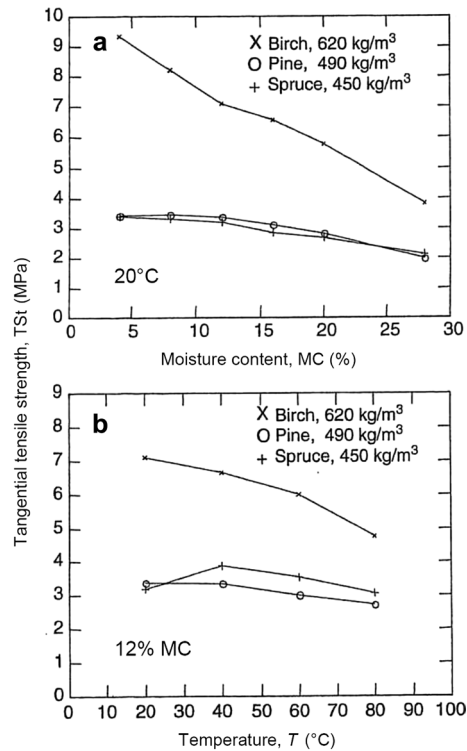 a
× Birch, 620 kg/m³
O Pine, 490 kg/m³
+ Spruce, 450 kg/m³
10
9
8
7
6
5
4
3
2
1
0
20°C
0 5 10 15 20 25 30
Moisture content, MC (%)
Tangential tensile strength, TSt (MPa)
b
X Birch, 620 kg/m³
O Pine, 490 kg/m³
+ Spruce, 450 kg/m³
9
8
7
6
5
4
3
2
1
0
12% MC
0 10 20 30 40 50 60 70 80 90 100
Temperature, T (°C)